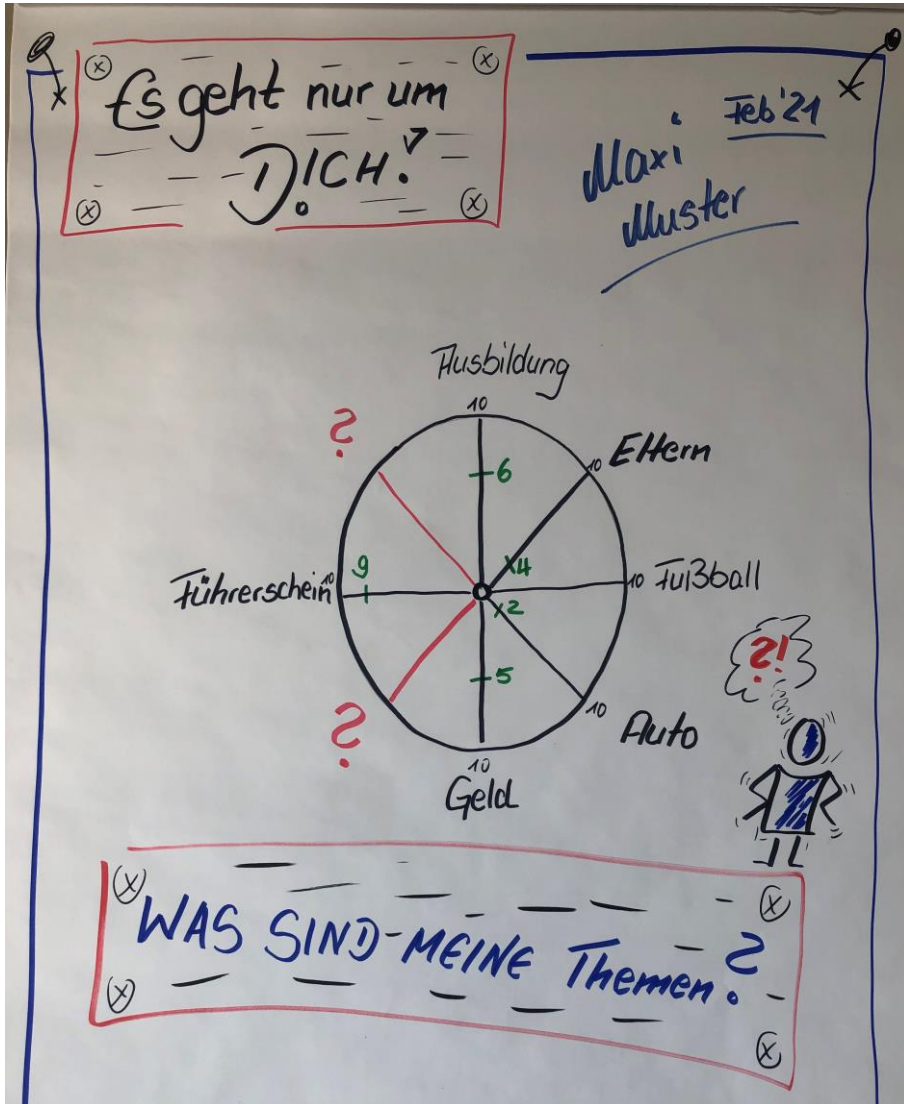 Es geht nur um
DICH!
Feb '21
Maxi
Muster
Ausbildung
10
?
6
10 Eltern
9
4
Führerschein 10
10 Fußball
2
5
?!
10
?
Auto
10
Geld
WAS SIND MEINE Themen?